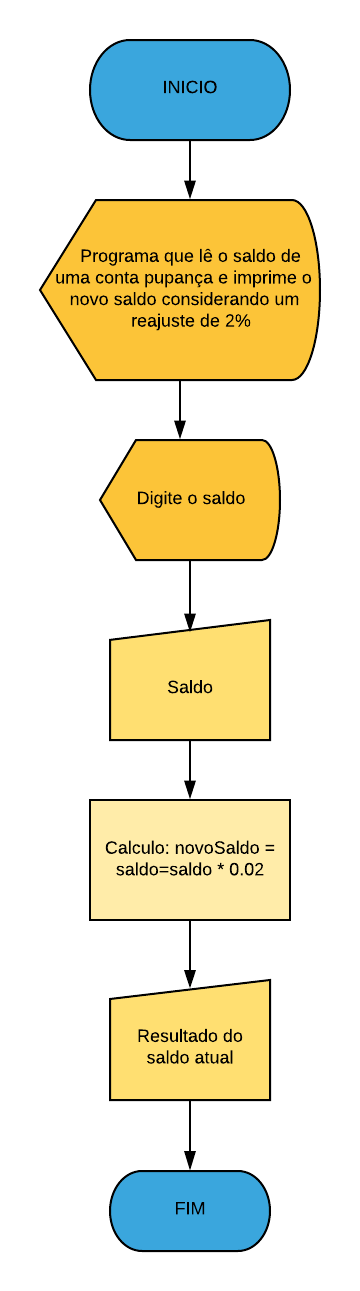 INICIO
Programa que lê o saldo de
uma conta pupança e imprime o
novo saldo considerando um
reajuste de 2%
Digite o saldo
Saldo
Calculo: novoSaldo =
saldo=saldo * 0.02
Resultado do
saldo atual
FIM